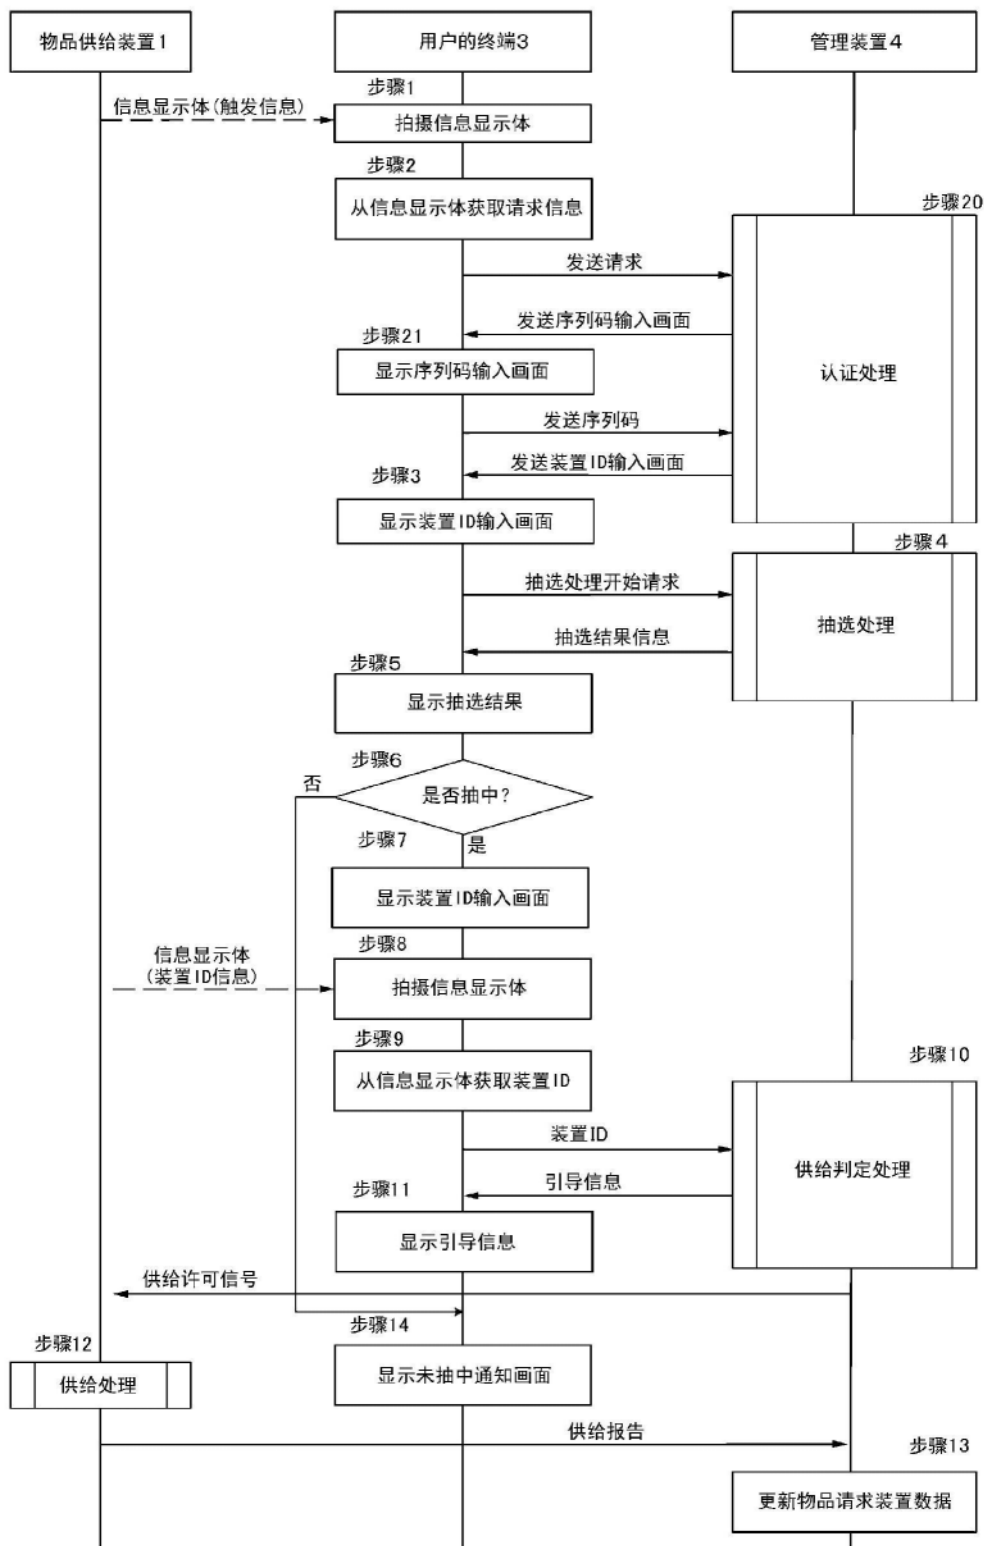 物品供给装置1
用户的终端3
管理装置4
步骤1
信息显示体(触发信息)
拍摄信息显示体
步骤2
从信息显示体获取请求信息
步骤20
发送请求
发送序列码输入画面
步骤21
显示序列码输入画面
认证处理
发送序列码
发送装置ID输入画面
步骤3
显示装置ID输入画面
步骤4
抽选处理开始请求
抽选处理
抽选结果信息
步骤5
显示抽选结果
步骤6
否
是否抽中?
步骤7
是
显示装置ID输入画面
步骤8
信息显示体
(装置ID信息)
拍摄信息显示体
步骤9
步骤10
从信息显示体获取装置ID
装置ID
供给判定处理
引导信息
步骤11
显示引导信息
供给许可信号
步骤14
步骤12
显示未抽中通知画面
供给处理
供给报告
步骤13
更新物品请求装置数据